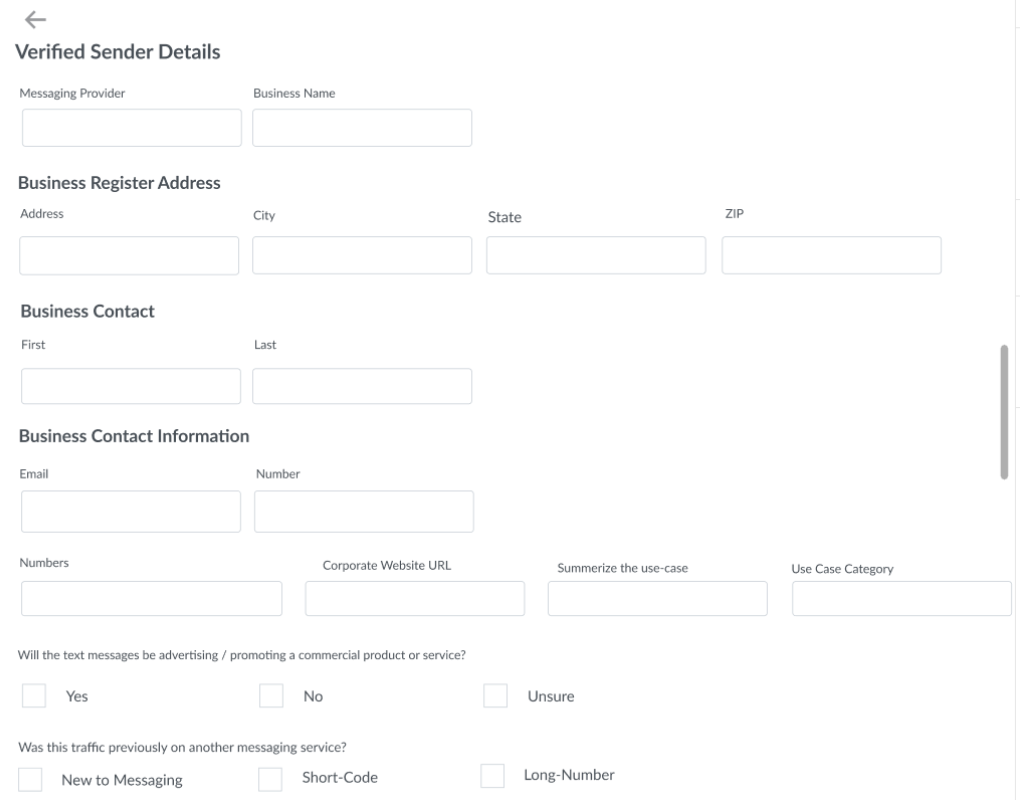 Verified Sender Details
Messaging Provider Business Name
Business Register Address
Address City State ZIP
Business Contact
First Last
Business Contact Information
Email Number
Numbers Corporate Website URL Summerize the use-case Use Case Category
Will the text messages be advertising / promoting a commercial product or service?
Yes No Unsure
Was this traffic previously on another messaging service?
New to Messaging Short-Code Long-Number